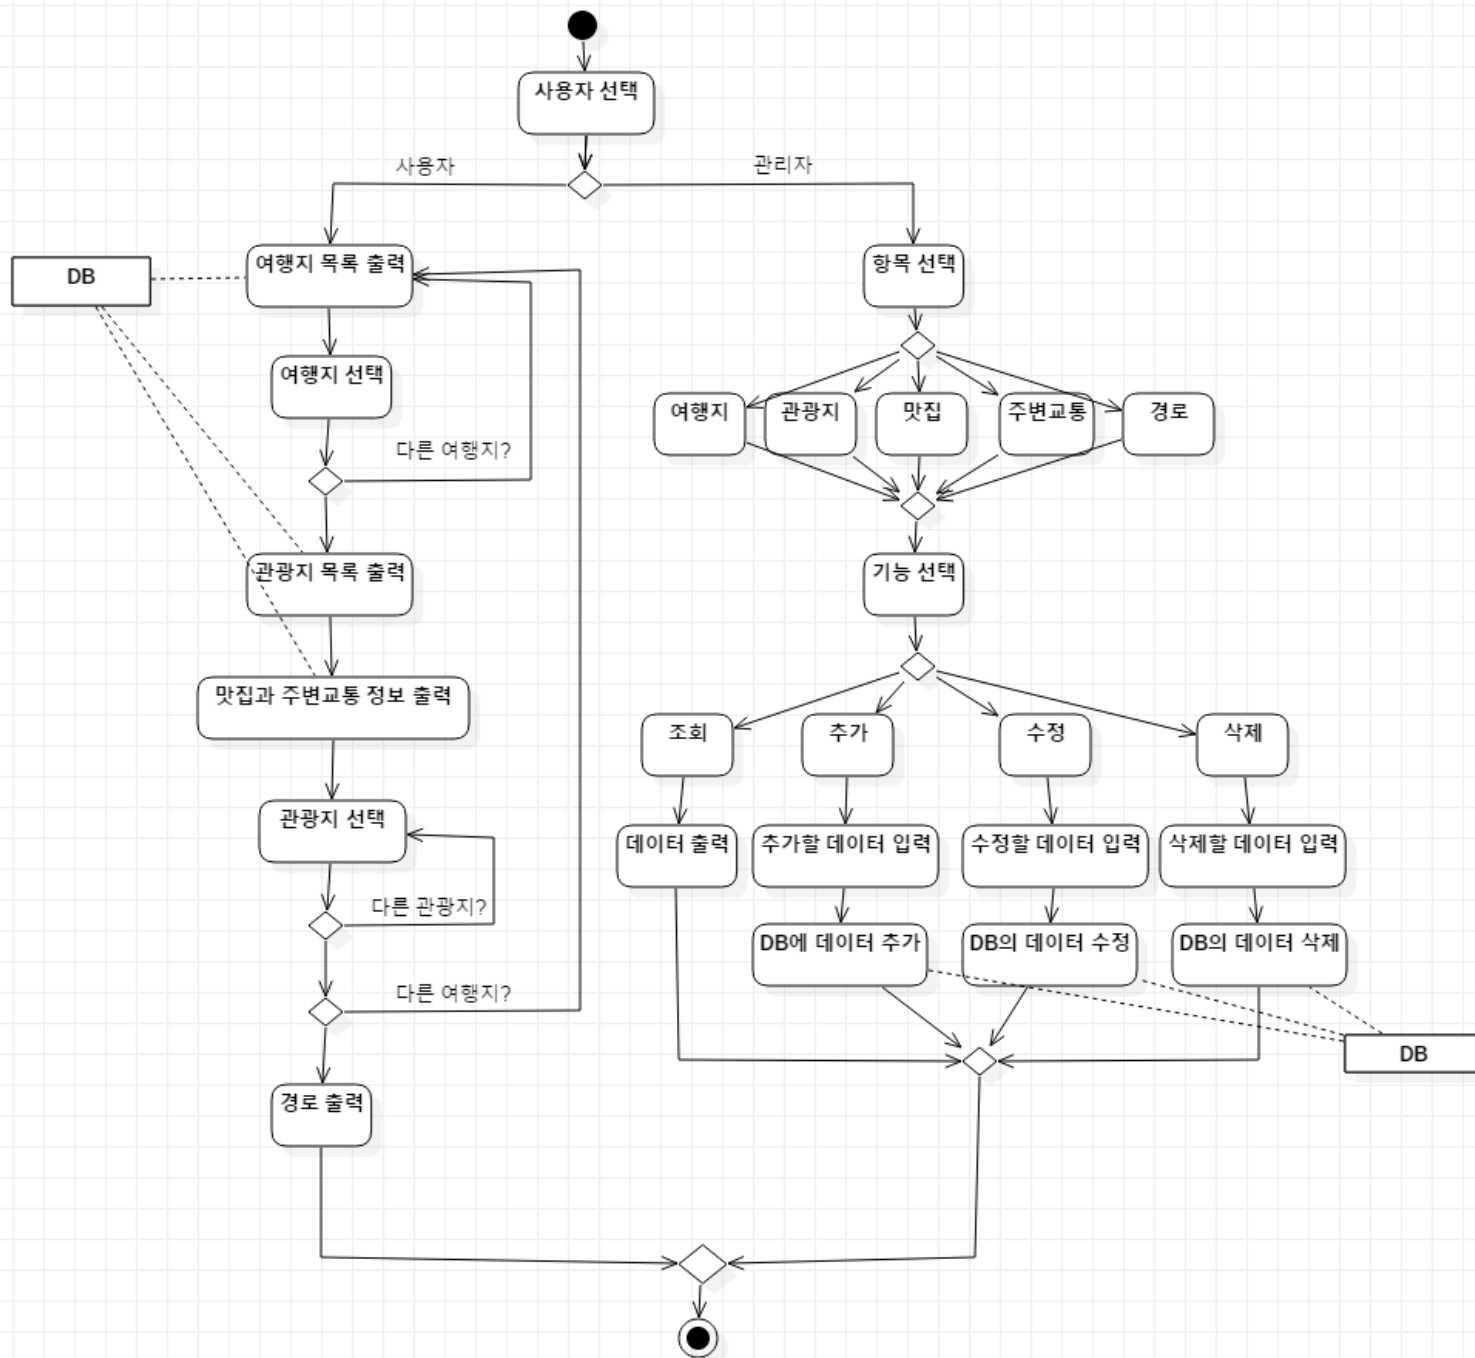 사용자 선택
사용자
관리자
DB
여행지 목록 출력
항목 선택
여행지 선택
여행지
관광지
맛집
주변교통
경로
다른 여행지?
관광지 목록 출력
기능 선택
맛집과 주변교통 정보 출력
조회
추가
수정
삭제
관광지 선택
데이터 출력
추가할 데이터 입력
수정할 데이터 입력
삭제할 데이터 입력
다른 관광지?
DB에 데이터 추가
DB의 데이터 수정
DB의 데이터 삭제
다른 여행지?
DB
경로 출력